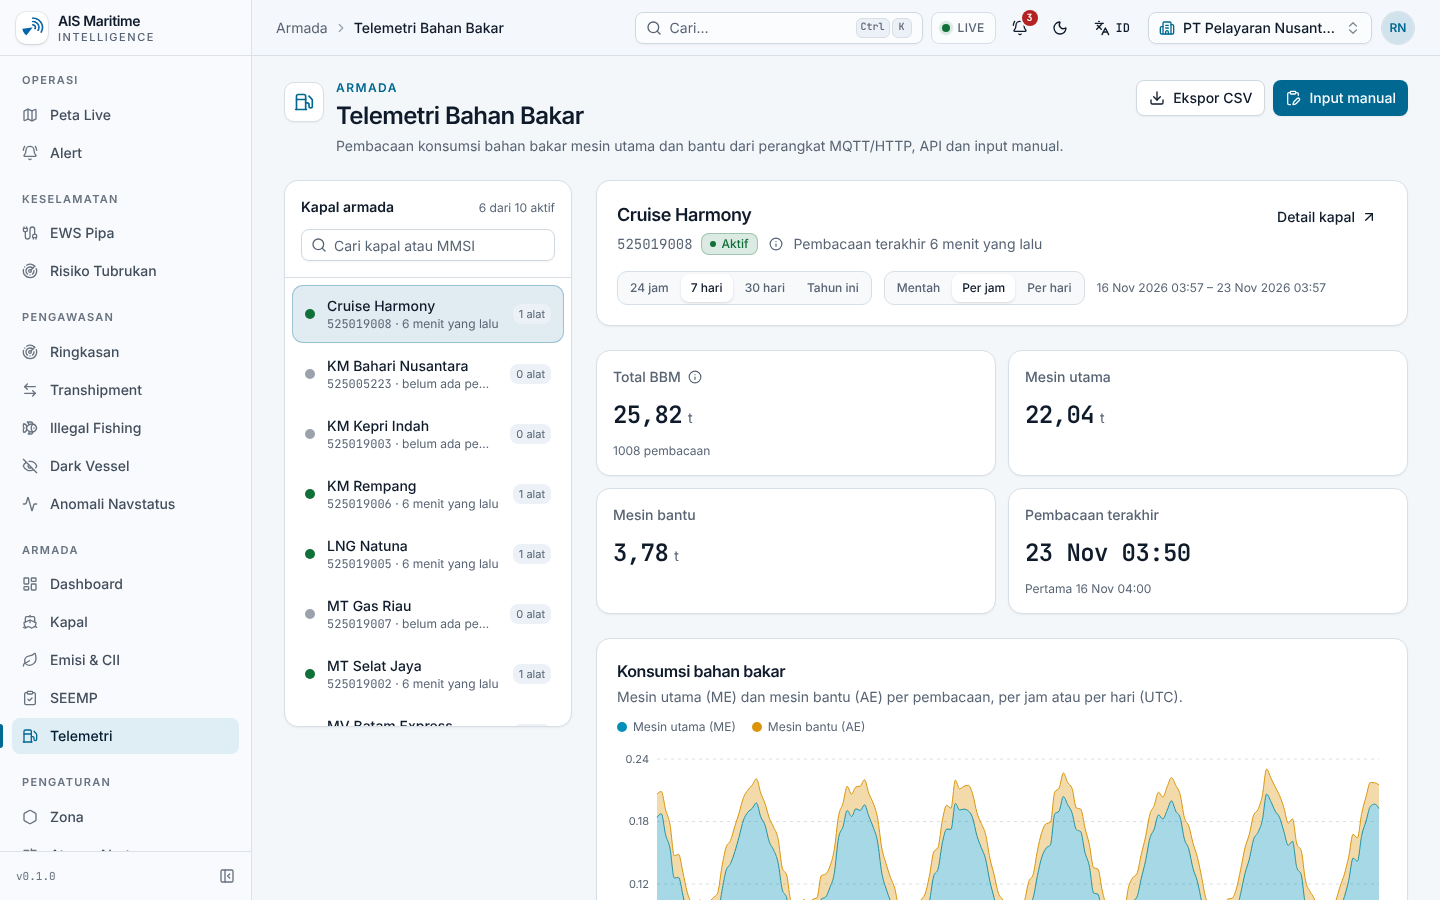 AIS Maritime
INTELLIGENCE
Armada
Telemetri Bahan Bakar
Cari...
Ctrl K
LIVE
3
ID
PT Pelayaran Nusant...
RN
OPERASI
Peta Live
Alert
KESELAMATAN
EWS Pipa
Risiko Tubrukan
PENGAWASAN
Ringkasan
Transhipment
Illegal Fishing
Dark Vessel
Anomali Navstatus
ARMADA
Dashboard
Kapal
Emisi & CII
SEEMP
Telemetri
PENGATURAN
Zona
v0.1.0
ARMADA
Telemetri Bahan Bakar
Pembacaan konsumsi bahan bakar mesin utama dan bantu dari perangkat MQTT/HTTP, API dan input manual.
Ekspor CSV
Input manual
Kapal armada
6 dari 10 aktif
Cari kapal atau MMSI
Cruise Harmony
525019008 · 6 menit yang lalu
1 alat
KM Bahari Nusantara
525005223 · belum ada pe...
0 alat
KM Kepri Indah
525019003 · belum ada pe...
0 alat
KM Rempang
525019006 · 6 menit yang lalu
1 alat
LNG Natuna
525019005 · 6 menit yang lalu
1 alat
MT Gas Riau
525019007 · belum ada pe...
0 alat
MT Selat Jaya
525019002 · 6 menit yang lalu
1 alat
MV Batam Express
Cruise Harmony
525019008
Aktif
Pembacaan terakhir 6 menit yang lalu
Detail kapal
24 jam
7 hari
30 hari
Tahun ini
Mentah
Per jam
Per hari
16 Nov 2026 03:57 – 23 Nov 2026 03:57
Total BBM
25,82 t
1008 pembacaan
Mesin utama
22,04 t
Mesin bantu
3,78 t
Pembacaan terakhir
23 Nov 03:50
Pertama 16 Nov 04:00
Konsumsi bahan bakar
Mesin utama (ME) dan mesin bantu (AE) per pembacaan, per jam atau per hari (UTC).
Mesin utama (ME)
Mesin bantu (AE)
0.24
0.18
0.12